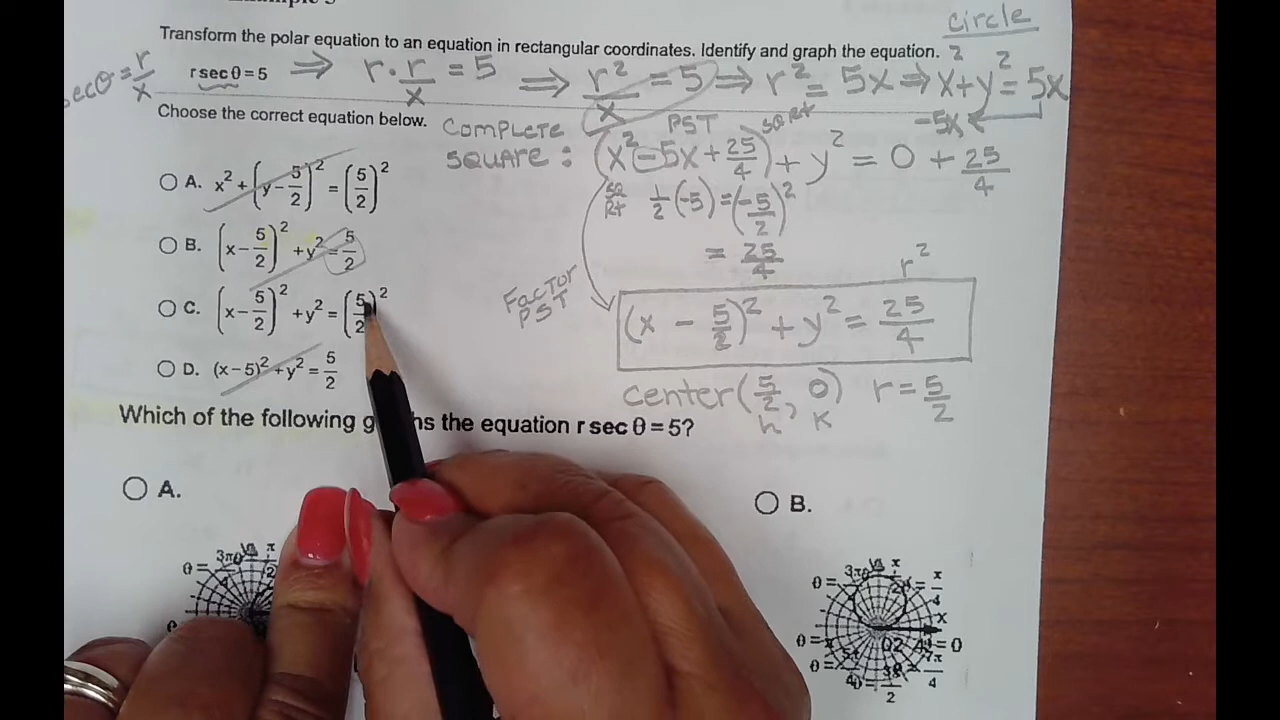 circle
Transform the polar equation to an equation in rectangular coordinates. Identify and graph the equation.
secθ = r/x
r sec θ = 5 ⇒ r · r/x = 5 ⇒ r²/x = 5 ⇒ r² = 5x ⇒ x² + y² = 5x
-5x
Choose the correct equation below.
COMPLETE SQUARE: (x² - 5x + 25/4) + y² = 0 + 25/4
PST
sqrt
A. x² + (y - 5/2)² = (5/2)²
sq rt 1/2 (-5) = (-5/2)²
= 25/4
B. (x - 5/2)² + y² = 5/2
r²
Factor PST
C. (x - 5/2)² + y² = (5/2)²
(x - 5/2)² + y² = 25/4
D. (x - 5)² + y² = 5/2
center (5/2, 0) r = 5/2
h K
Which of the following the equation r sec θ = 5?
A.
B.